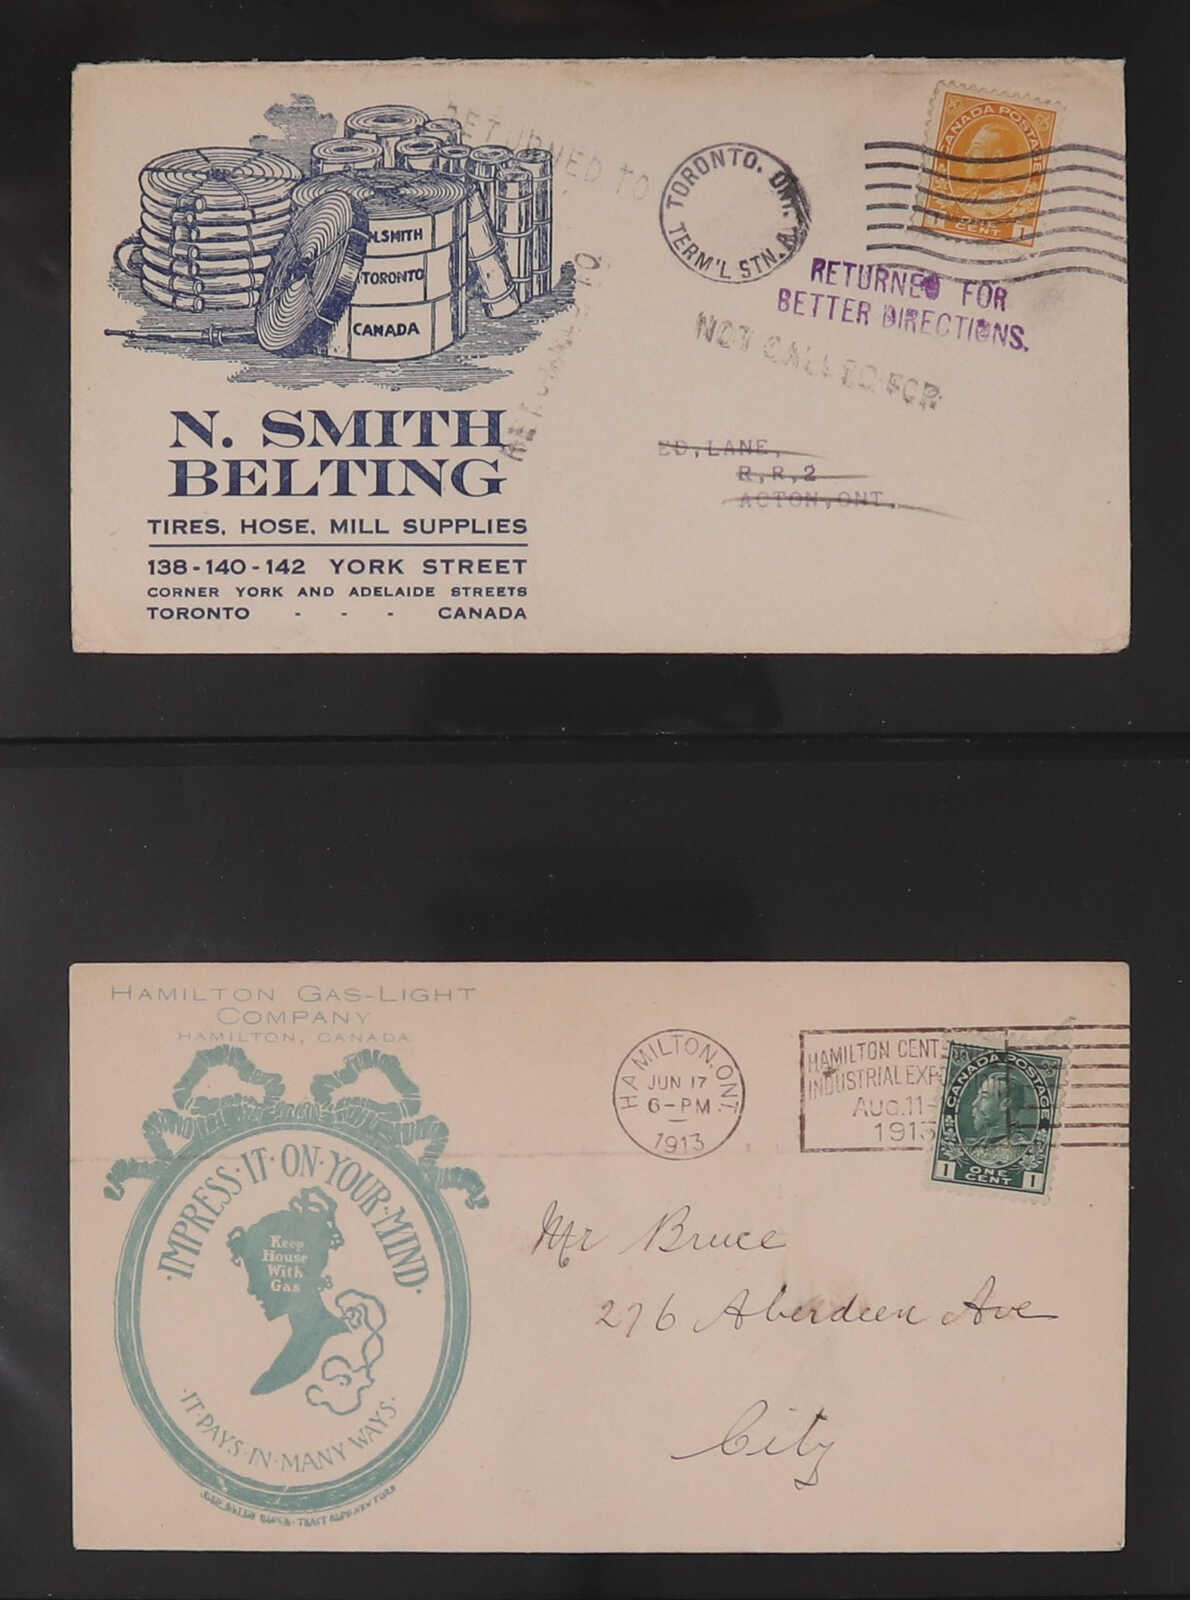 RETURNED TO
TORONTO, ONT.
TERM'L STN. A.
CANADA POSTAGE
ONE
CENT
1
RETURNED FOR
BETTER DIRECTIONS.
NOT CALLED FOR
N. SMITH
TORONTO
CANADA
N. SMITH
BELTING
TIRES, HOSE, MILL SUPPLIES
138-140-142 YORK STREET
CORNER YORK AND ADELAIDE STREETS
TORONTO - - - CANADA
ED, LANE,
R,R,2
ACTON, ONT.
HAMILTON GAS-LIGHT
COMPANY
HAMILTON, CANADA
IMPRESS·IT·ON·YOUR·MIND·
Keep
House
With
Gas
·IT·PAYS·IN·MANY·WAYS·
HAMILTON, ONT.
JUN 17
6-PM
1913
HAMILTON CENT
INDUSTRIAL EXP
AUG. 11-
1913
CANADA POSTAGE
1 ONE 1
CENT
Mr Bruce
276 Aberdeen Ave
City